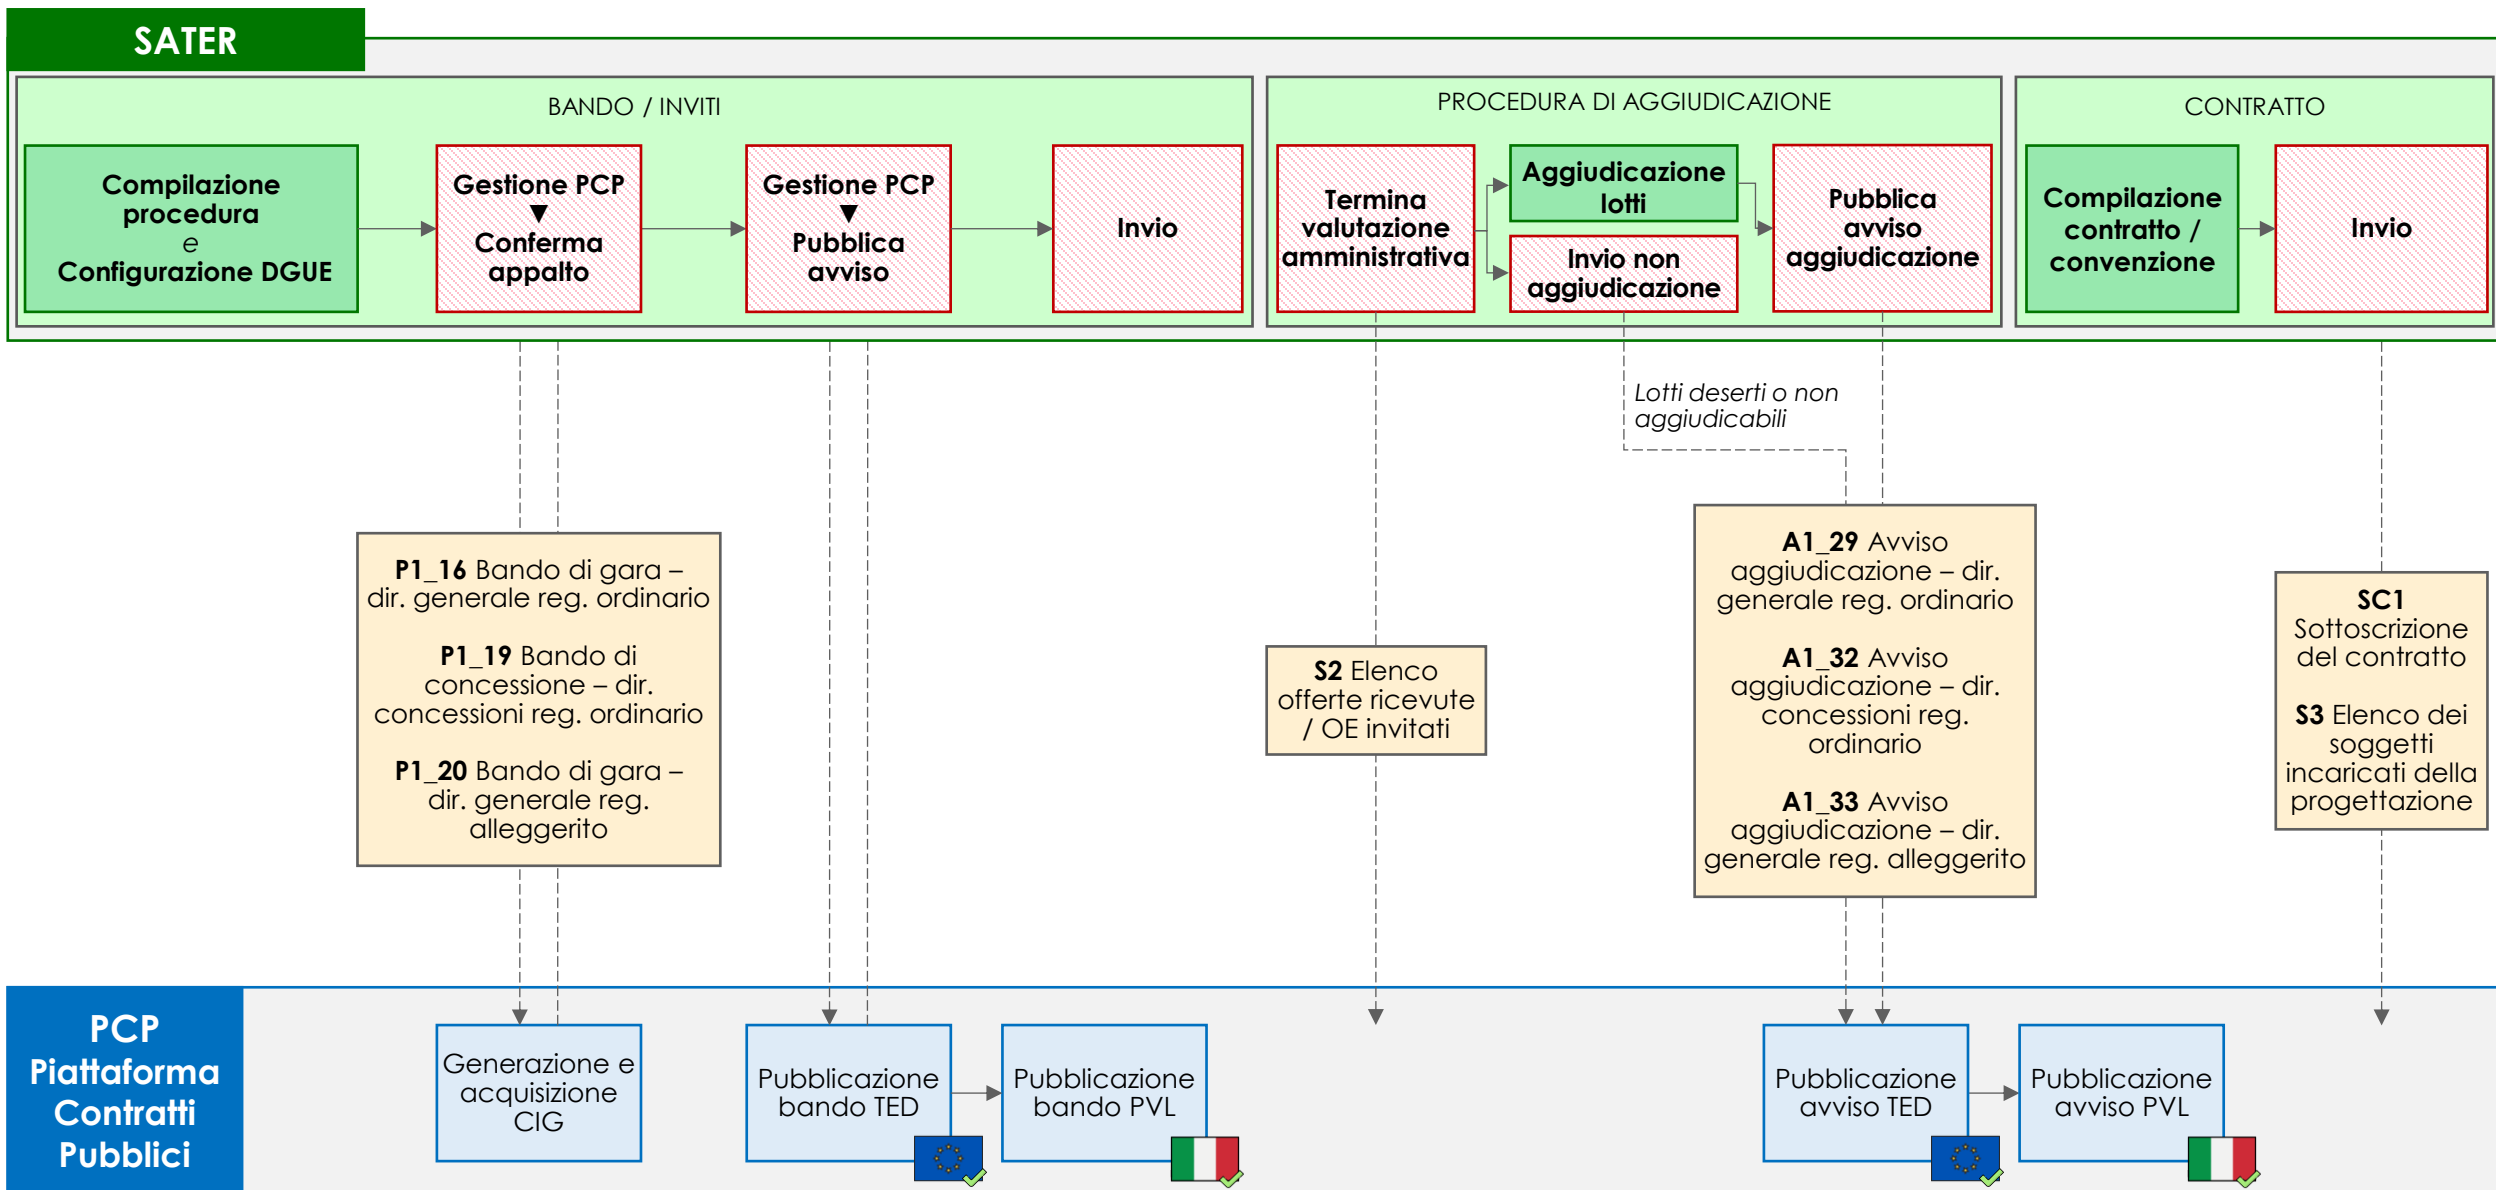 SATER
BANDO / INVITI
Compilazione
procedura
e
Configurazione DGUE
Gestione PCP
▼
Conferma
appalto
Gestione PCP
▼
Pubblica
avviso
Invio
PROCEDURA DI AGGIUDICAZIONE
Termina
valutazione
amministrativa
Aggiudicazione
lotti
Invio non
aggiudicazione
Pubblica
avviso
aggiudicazione
CONTRATTO
Compilazione
contratto /
convenzione
Invio
Lotti deserti o non
aggiudicabili
P1_16 Bando di gara –
dir. generale reg. ordinario
P1_19 Bando di
concessione – dir.
concessioni reg. ordinario
P1_20 Bando di gara –
dir. generale reg.
alleggerito
S2 Elenco
offerte ricevute
/ OE invitati
A1_29 Avviso
aggiudicazione – dir.
generale reg. ordinario
A1_32 Avviso
aggiudicazione – dir.
concessioni reg.
ordinario
A1_33 Avviso
aggiudicazione – dir.
generale reg. alleggerito
SC1
Sottoscrizione
del contratto
S3 Elenco dei
soggetti
incaricati della
progettazione
PCP
Piattaforma
Contratti
Pubblici
Generazione e
acquisizione
CIG
Pubblicazione
bando TED
Pubblicazione
bando PVL
Pubblicazione
avviso TED
Pubblicazione
avviso PVL